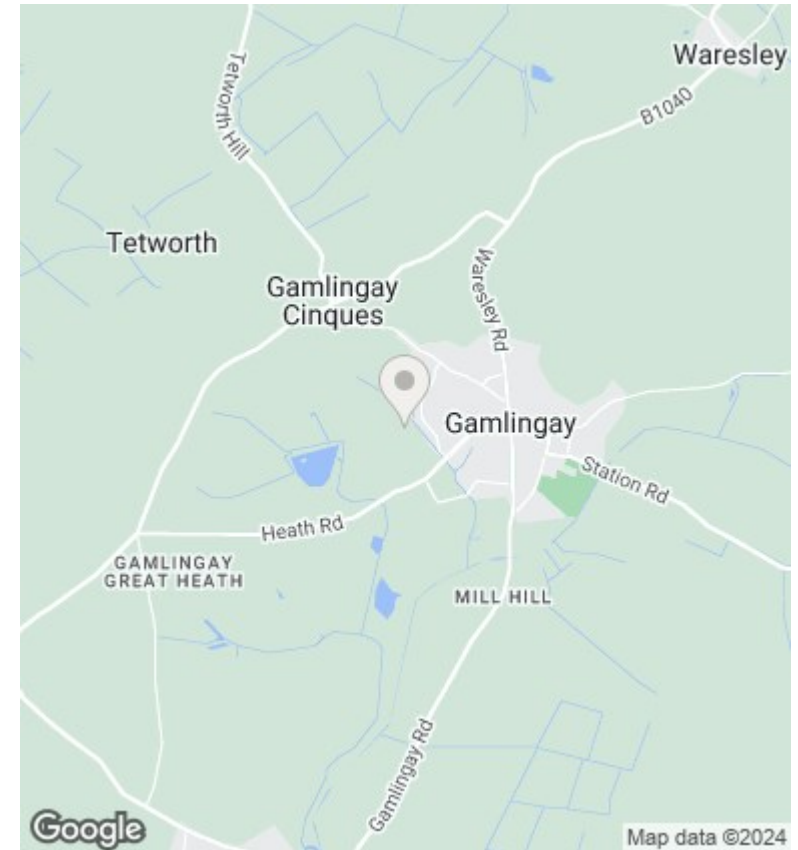 Waresley
B1040
Tetworth Hill
Tetworth
Waresley Rd
Gamlingay
Cinques
Gamlingay
Station Rd
Heath Rd
GAMLINGAY
GREAT HEATH
MILL HILL
Gamlingay Rd
Google
Map data ©2024